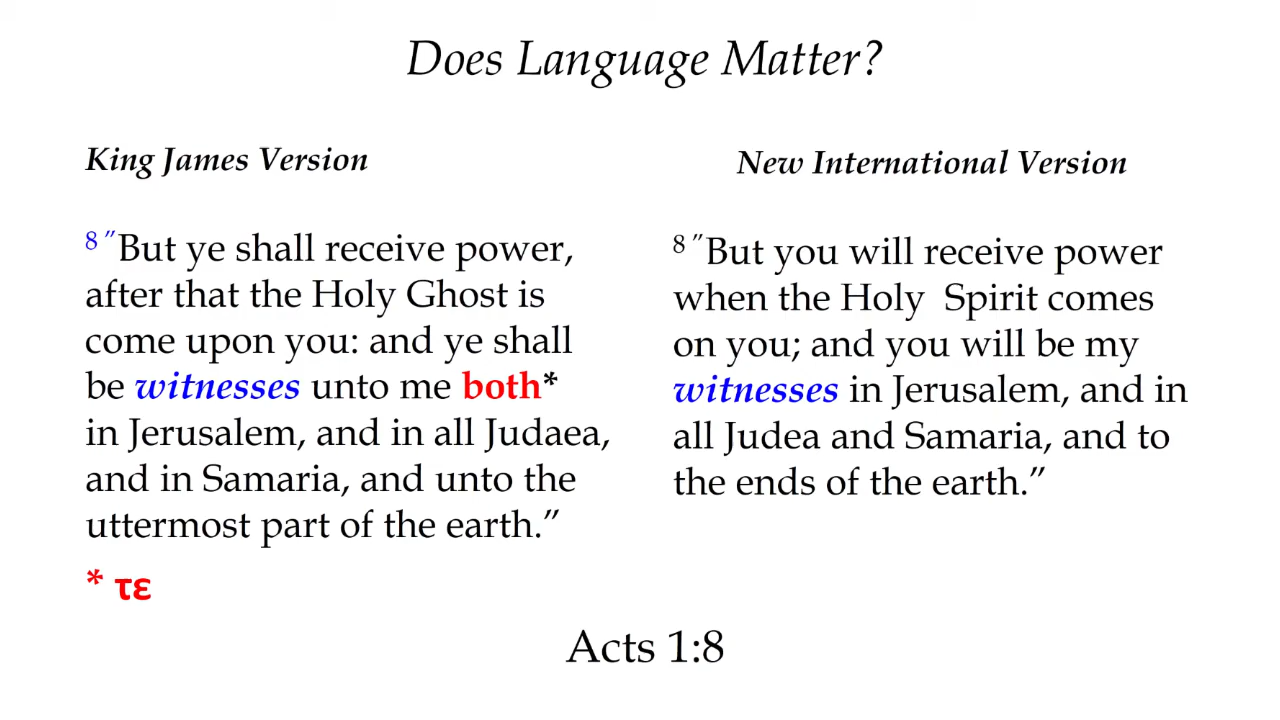 Does Language Matter?
King James Version
8 ″But ye shall receive power,
after that the Holy Ghost is
come upon you: and ye shall
be witnesses unto me both*
in Jerusalem, and in all Judaea,
and in Samaria, and unto the
uttermost part of the earth.”
* τε
New International Version
8 ″But you will receive power
when the Holy  Spirit comes
on you; and you will be my
witnesses in Jerusalem, and in
all Judea and Samaria, and to
the ends of the earth.”
Acts 1:8